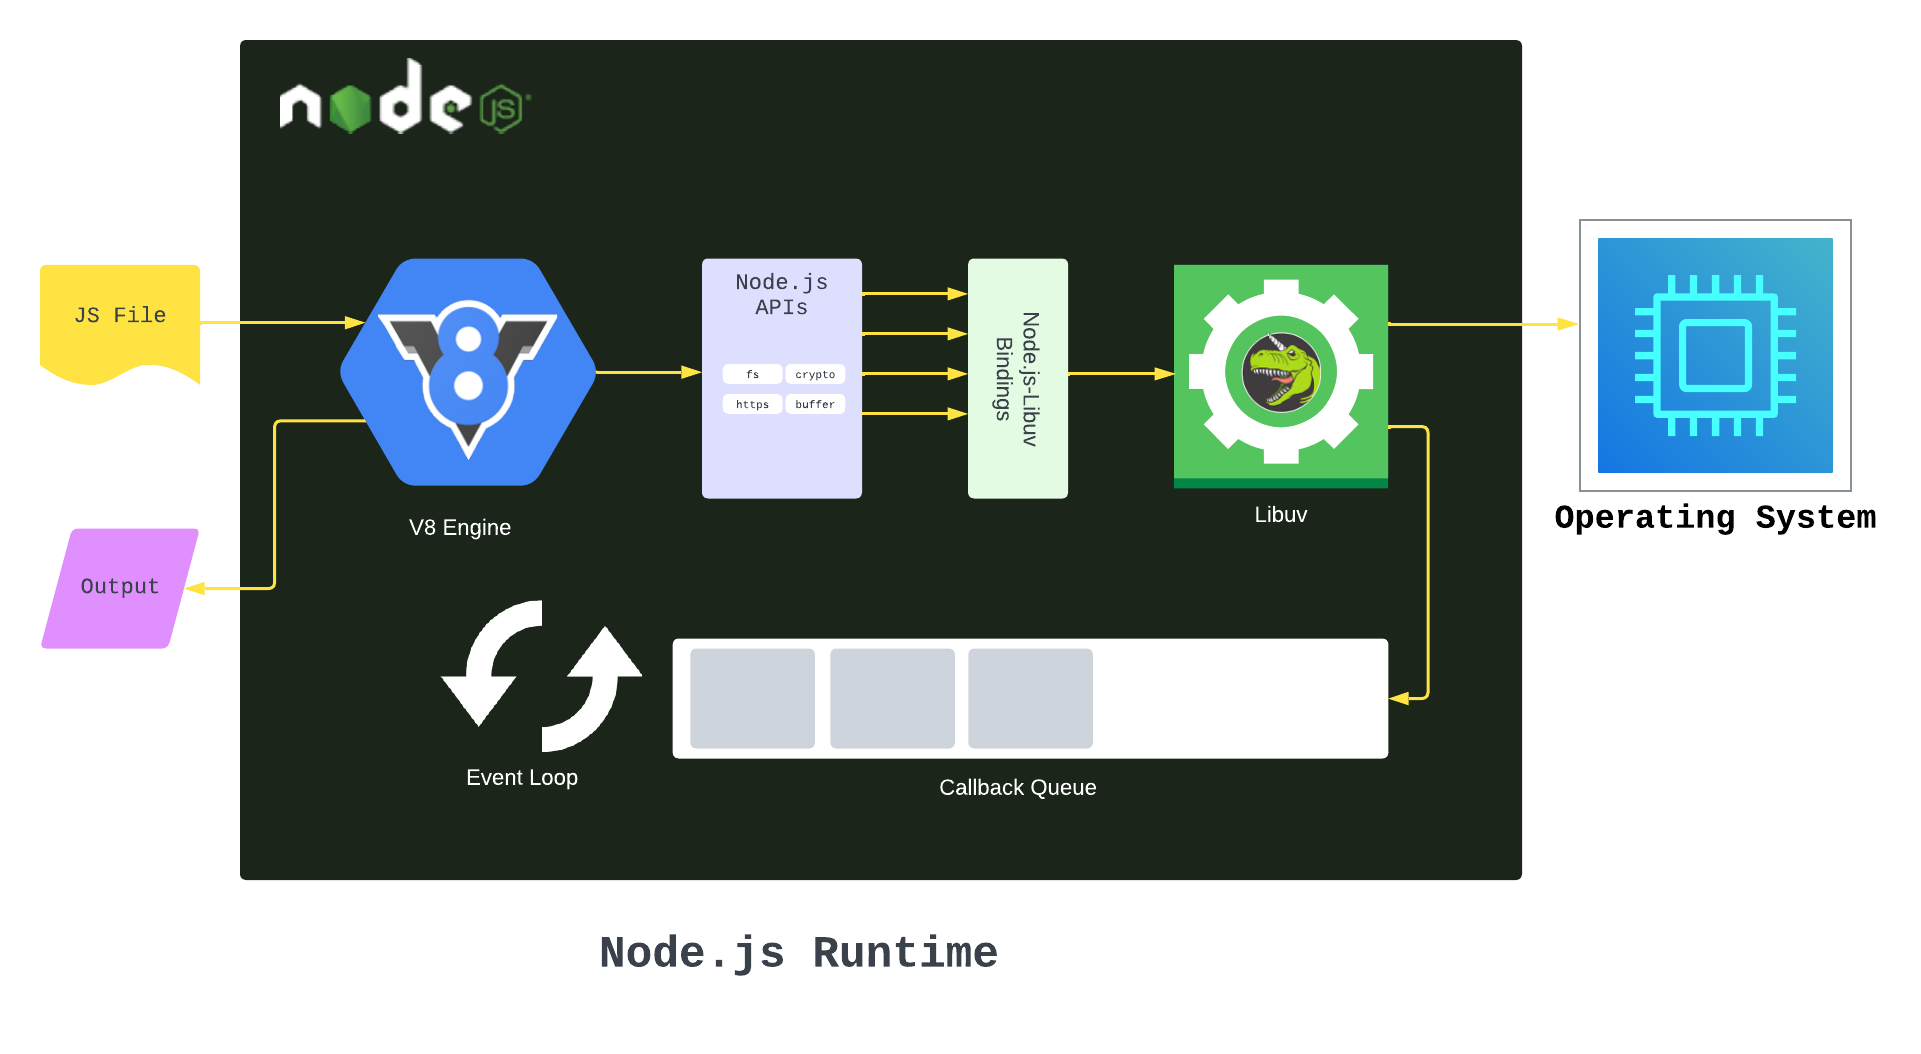 node JS
JS File
Node.js
APIs
fs
crypto
https
buffer
Node.js-Libuv
Bindings
V8 Engine
Libuv
Operating System
Output
Event Loop
Callback Queue
Node.js Runtime